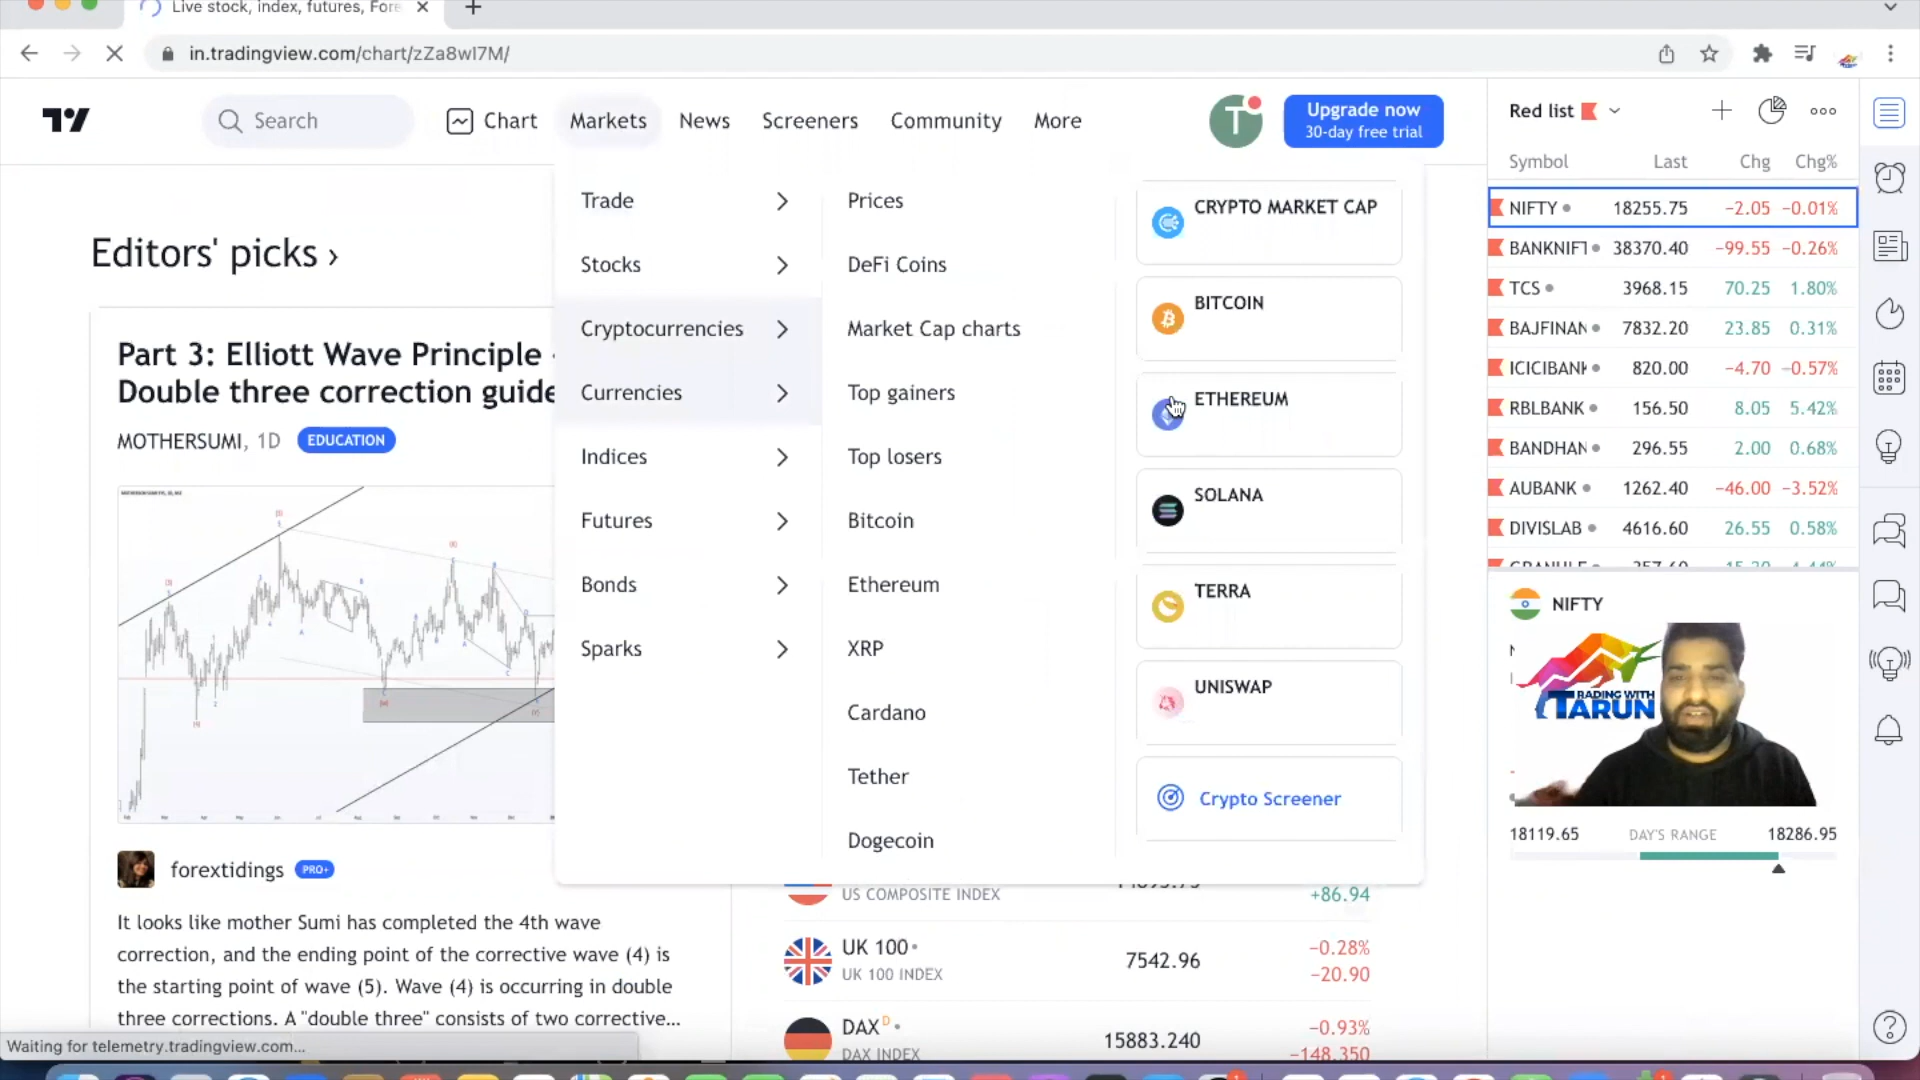 Live stock, index, futures, Fore
in.tradingview.com/chart/zZa8wI7M/
Search
Chart
Markets
News
Screeners
Community
More
T
Upgrade now
30-day free trial
Editors' picks ›
Part 3: Elliott Wave Principle -
Double three correction guide
MOTHERSUMI, 1D EDUCATION
forextidings PRO+
It looks like mother Sumi has completed the 4th wave
correction, and the ending point of the corrective wave (4) is
the starting point of wave (5). Wave (4) is occurring in double
three corrections. A "double three" consists of two corrective...
Waiting for telemetry.tradingview.com...
Trade
Stocks
Cryptocurrencies
Currencies
Indices
Futures
Bonds
Sparks
Prices
DeFi Coins
Market Cap charts
Top gainers
Top losers
Bitcoin
Ethereum
XRP
Cardano
Tether
Dogecoin
CRYPTO MARKET CAP
BITCOIN
ETHEREUM
SOLANA
TERRA
UNISWAP
Crypto Screener
US COMPOSITE INDEX +86.94
UK 100 7542.96 −0.28%
UK 100 INDEX −20.90
DAX D 15883.240 −0.93%
DAX INDEX −148.350
Red list
Symbol Last Chg Chg%
NIFTY 18255.75 −2.05 −0.01%
BANKNIFT 38370.40 −99.55 −0.26%
TCS 3968.15 70.25 1.80%
BAJFINAN 7832.20 23.85 0.31%
ICICIBANK 820.00 −4.70 −0.57%
RBLBANK 156.50 8.05 5.42%
BANDHAN 296.55 2.00 0.68%
AUBANK 1262.40 −46.00 −3.52%
DIVISLAB 4616.60 26.55 0.58%
NIFTY
TRADING WITH
TARUN
18119.65 DAY'S RANGE 18286.95